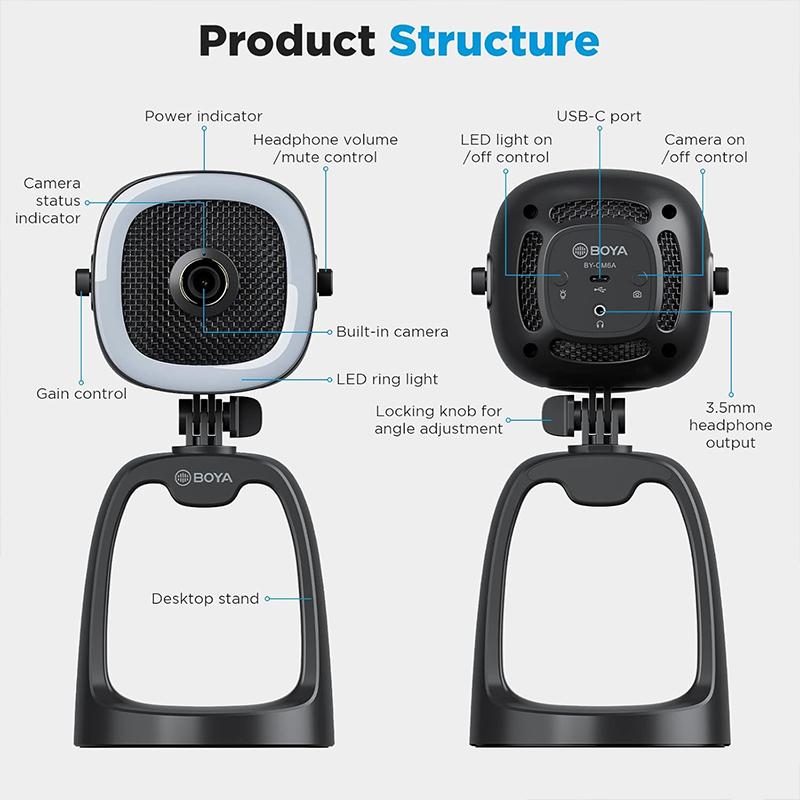 Product Structure
Power indicator
Headphone volume
/mute control
Camera
status
indicator
Built-in camera
LED ring light
Gain control
BOYA
Desktop stand
USB-C port
LED light on
/off control
Camera on
/off control
BOYA
BY-CM6A
Locking knob for
angle adjustment
3.5mm
headphone
output